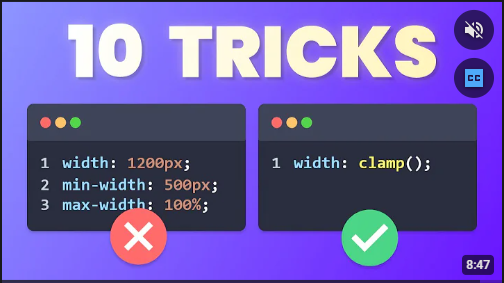 10 TRICKS
CC
1 width: 1200px;
2 min-width: 500px;
3 max-width: 100%;
1 width: clamp();
8:47